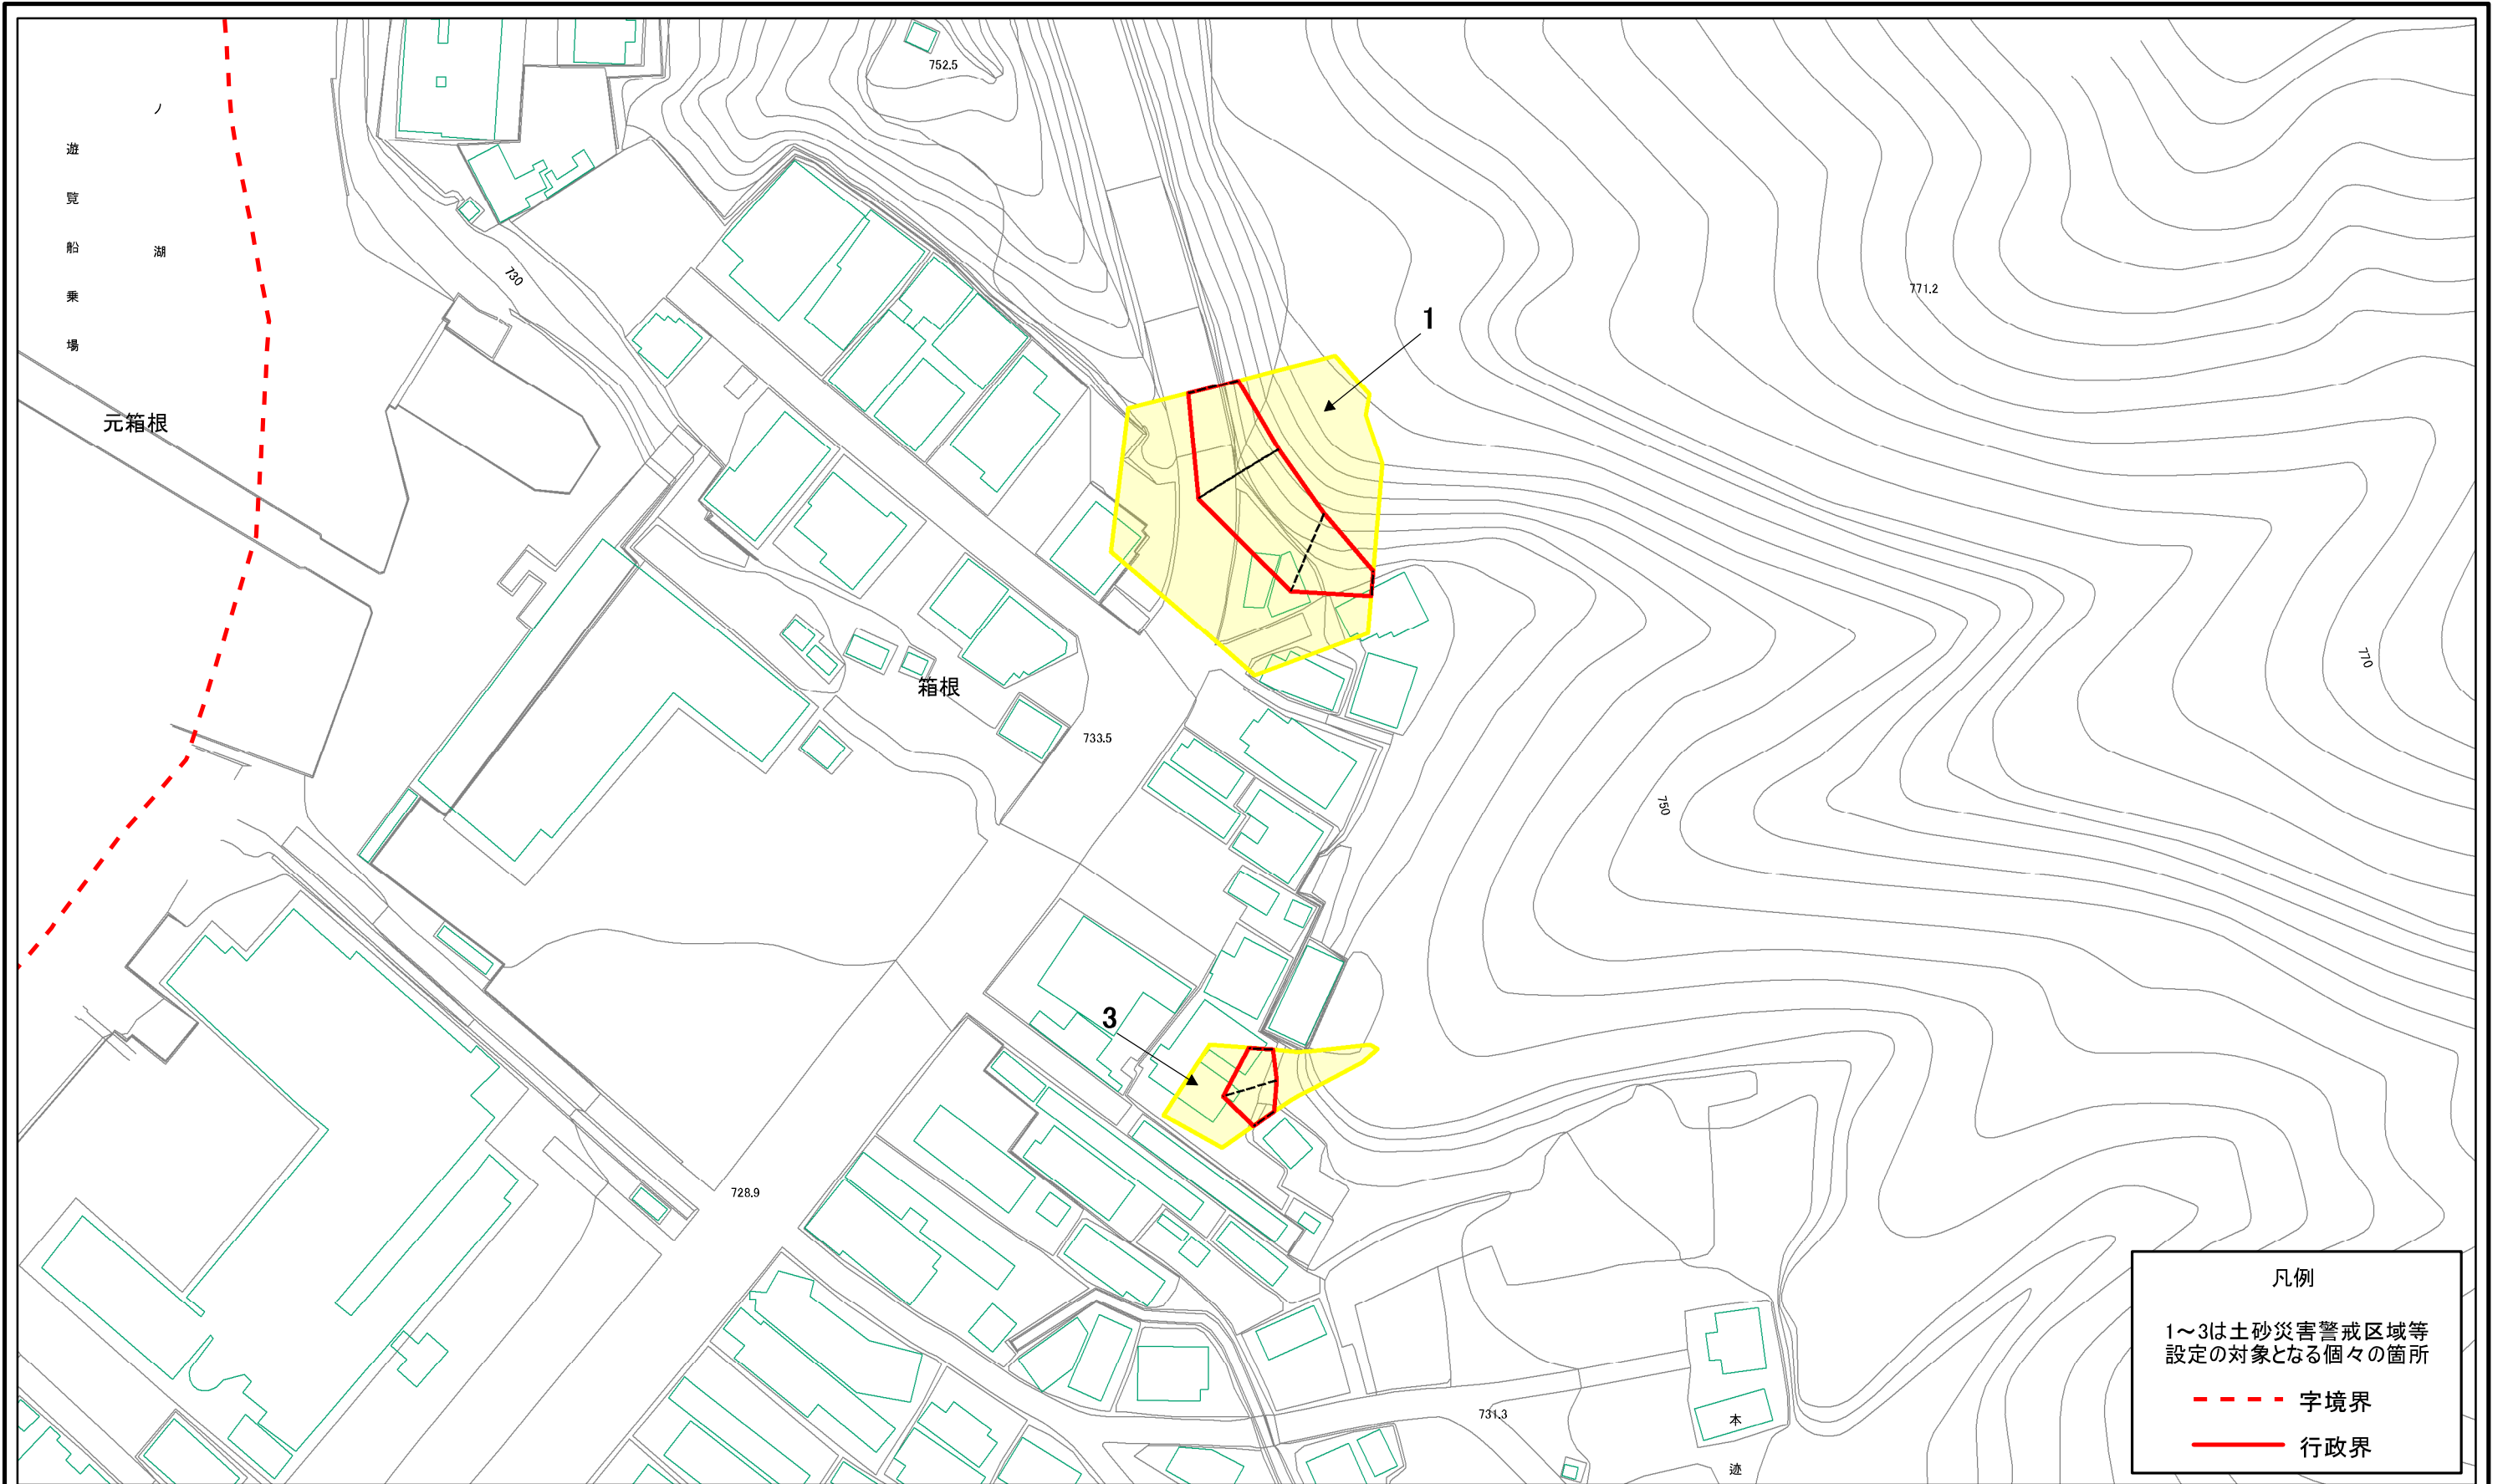 752.5
ノ
湖
遊覧船乗場
730
771.2
1
元箱根
箱根
733.5
770
750
3
728.9
731.3
本
迹
凡例
1～3は土砂災害警戒区域等
設定の対象となる個々の箇所
字境界
行政界